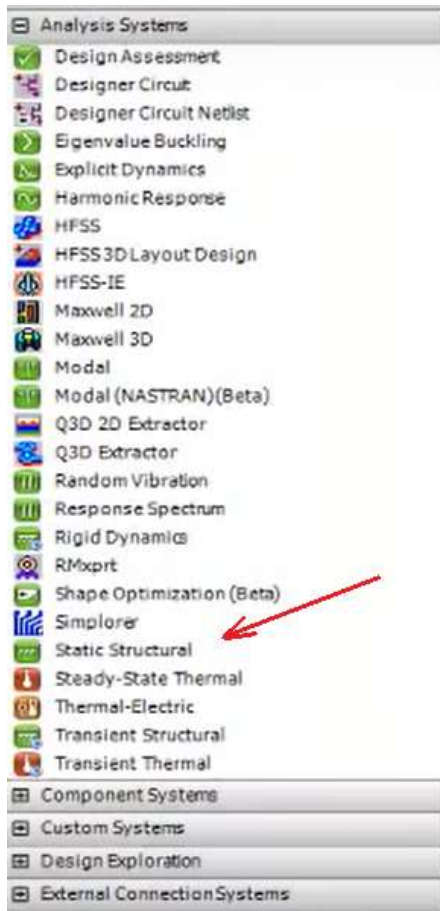 Analysis Systems
Design Assessment
Designer Circuit
Designer Circuit Netlist
Eigenvalue Buckling
Explicit Dynamics
Harmonic Response
HFSS
HFSS 3D Layout Design
HFSS-IE
Maxwell 2D
Maxwell 3D
Modal
Modal (NASTRAN)(Beta)
Q3D 2D Extractor
Q3D Extractor
Random Vibration
Response Spectrum
Rigid Dynamics
RMxprt
Shape Optimization (Beta)
Simplorer
Static Structural
Steady-State Thermal
Thermal-Electric
Transient Structural
Transient Thermal
Component Systems
Custom Systems
Design Exploration
External Connection Systems